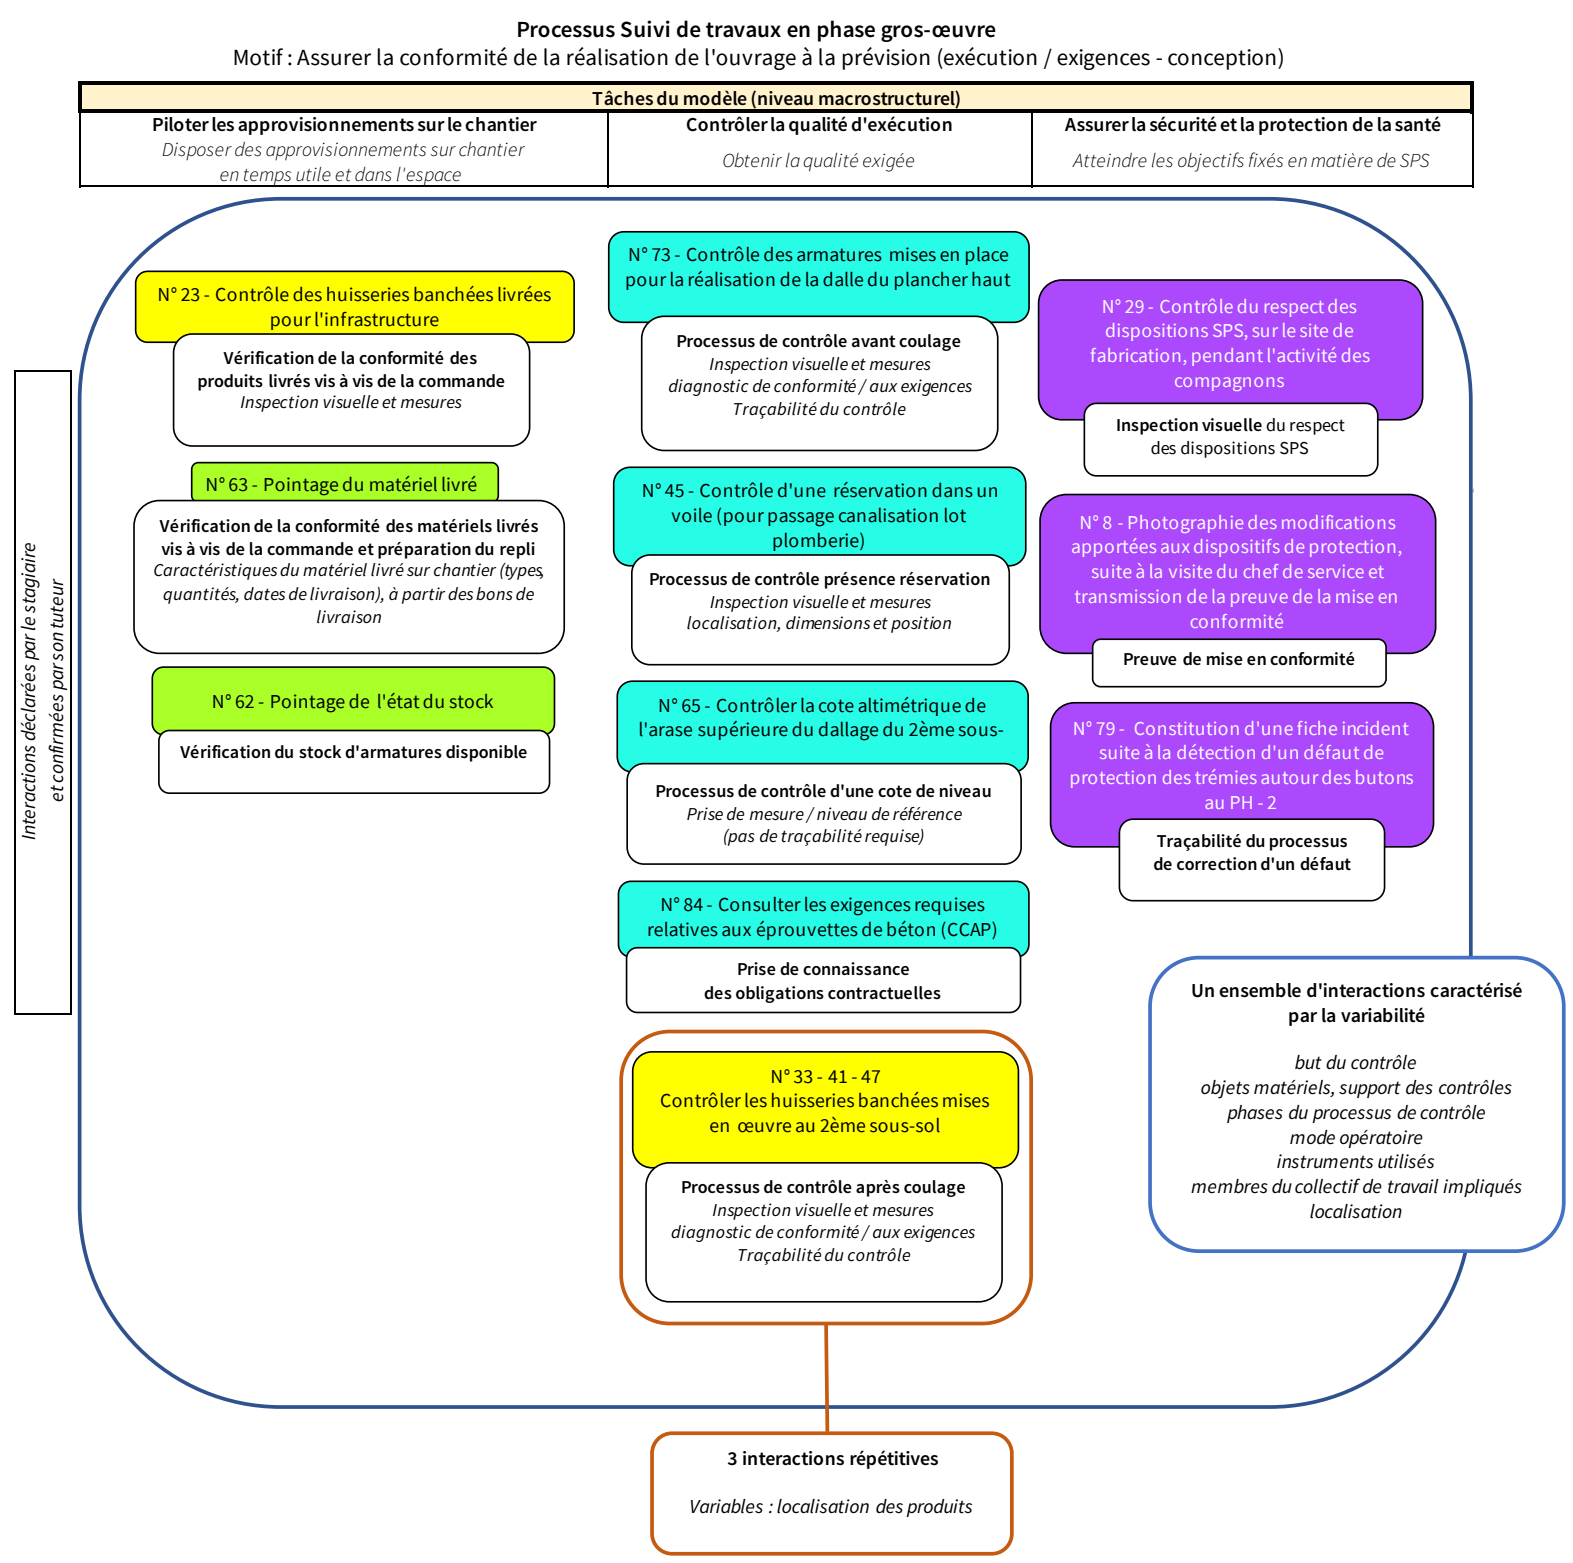 Processus Suivi de travaux en phase gros-œuvre
Motif : Assurer la conformité de la réalisation de l'ouvrage à la prévision (exécution / exigences - conception)
Tâches du modèle (niveau macrostructurel)
Piloter les approvisionnements sur le chantier
Disposer des approvisionnements sur chantier
en temps utile et dans l'espace
Contrôler la qualité d'exécution
Obtenir la qualité exigée
Assurer la sécurité et la protection de la santé
Atteindre les objectifs fixés en matière de SPS
Interactions déclarées par le stagiaire
et confirmées par son tuteur
N° 23 - Contrôle des huisseries banchées livrées
pour l'infrastructure
Vérification de la conformité des
produits livrés vis à vis de la commande
Inspection visuelle et mesures
N° 63 - Pointage du matériel livré
Vérification de la conformité des matériels livrés
vis à vis de la commande et préparation du repli
Caractéristiques du matériel livré sur chantier (types,
quantités, dates de livraison), à partir des bons de
livraison
N° 62 - Pointage de l'état du stock
Vérification du stock d'armatures disponible
N° 73 - Contrôle des armatures mises en place
pour la réalisation de la dalle du plancher haut
Processus de contrôle avant coulage
Inspection visuelle et mesures
diagnostic de conformité / aux exigences
Traçabilité du contrôle
N° 45 - Contrôle d'une réservation dans un
voile (pour passage canalisation lot
plomberie)
Processus de contrôle présence réservation
Inspection visuelle et mesures
localisation, dimensions et position
N° 65 - Contrôler la cote altimétrique de
l'arase supérieure du dallage du 2ème sous-
Processus de contrôle d'une cote de niveau
Prise de mesure / niveau de référence
(pas de traçabilité requise)
N° 84 - Consulter les exigences requises
relatives aux éprouvettes de béton (CCAP)
Prise de connaissance
des obligations contractuelles
N° 33 - 41 - 47
Contrôler les huisseries banchées mises
en œuvre au 2ème sous-sol
Processus de contrôle après coulage
Inspection visuelle et mesures
diagnostic de conformité / aux exigences
Traçabilité du contrôle
3 interactions répétitives
Variables : localisation des produits
N° 29 - Contrôle du respect des
dispositions SPS, sur le site de
fabrication, pendant l'activité des
compagnons
Inspection visuelle du respect
des dispositions SPS
N° 8 - Photographie des modifications
apportées aux dispositifs de protection,
suite à la visite du chef de service et
transmission de la preuve de la mise en
conformité
Preuve de mise en conformité
N° 79 - Constitution d'une fiche incident
suite à la détection d'un défaut de
protection des trémies autour des butons
au PH - 2
Traçabilité du processus
de correction d'un défaut
Un ensemble d'interactions caractérisé
par la variabilité
but du contrôle
objets matériels, support des contrôles
phases du processus de contrôle
mode opératoire
instruments utilisés
membres du collectif de travail impliqués
localisation